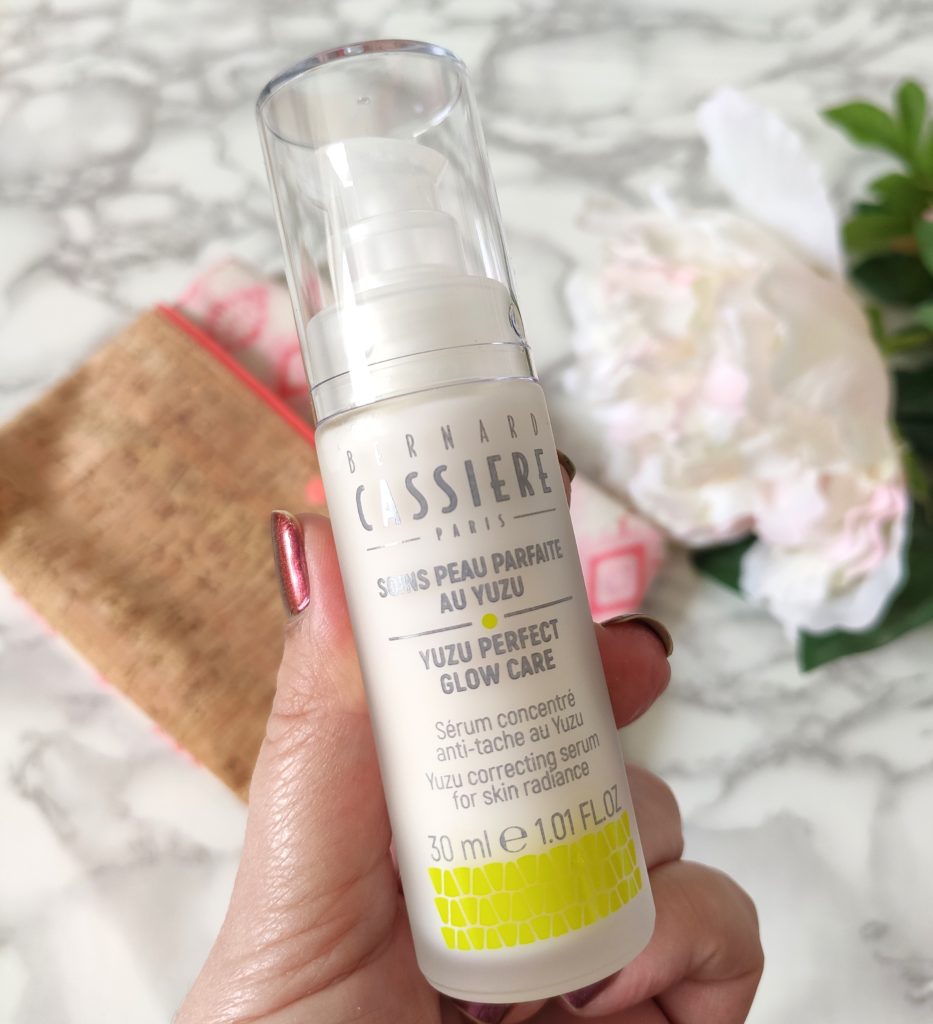 BERNARD
CASSIERE
PARIS
SOINS PEAU PARFAITE
AU YUZU
YUZU PERFECT
GLOW CARE
Sérum concentré
anti-tache au Yuzu
Yuzu correcting serum
for skin radiance
30 ml ℮ 1.01 FL.OZ